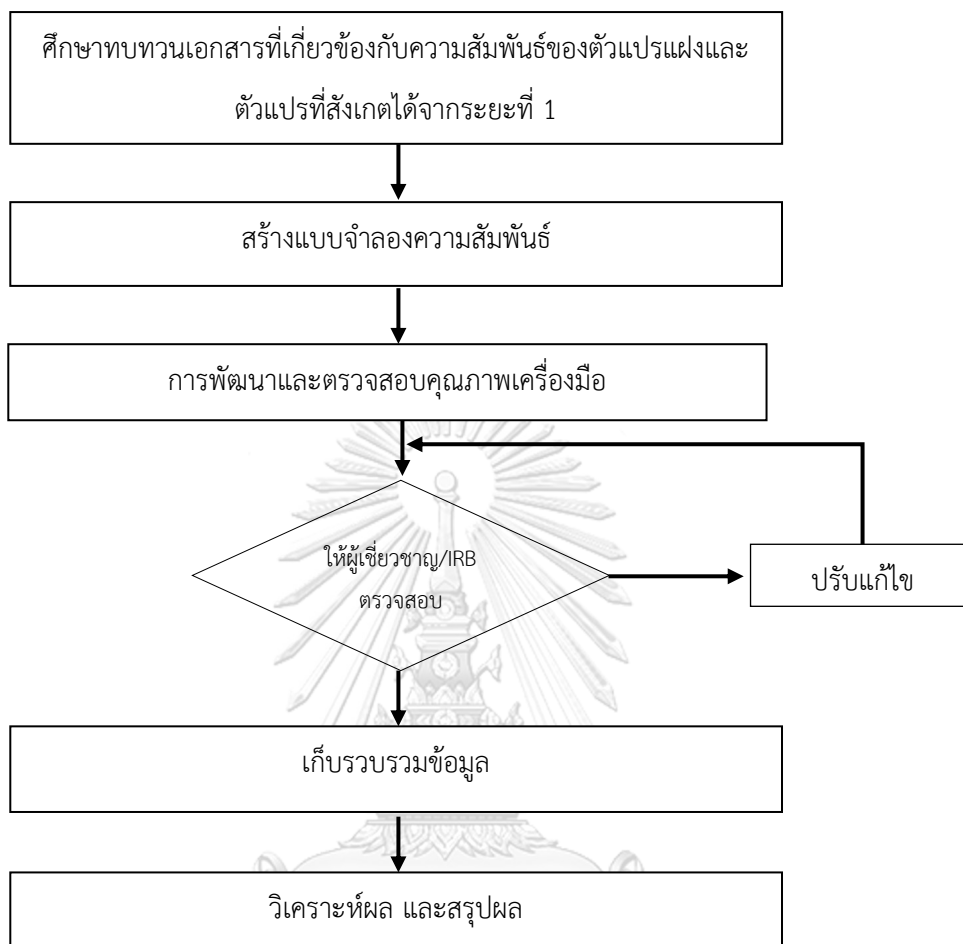 ศึกษาทบทวนเอกสารที่เกี่ยวข้องกับความสัมพันธ์ของตัวแปรแฝงและ
ตัวแปรที่สังเกตได้จากระยะที่ 1
สร้างแบบจำลองความสัมพันธ์
การพัฒนาและตรวจสอบคุณภาพเครื่องมือ
ให้ผู้เชี่ยวชาญ/IRB
ตรวจสอบ
ปรับแก้ไข
เก็บรวบรวมข้อมูล
วิเคราะห์ผล และสรุปผล